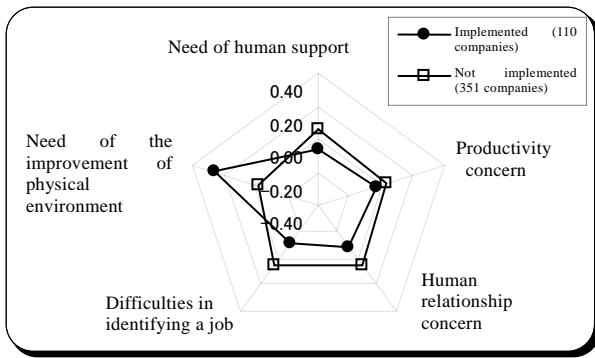 Implemented (110
companies)
Not implemented
(351 companies)
Need of human support
0.40
0.20
0.00
-0.20
-0.40
Need of the
improvement of
physical
environment
Productivity
concern
Human
relationship
concern
Difficulties in
identifying a job